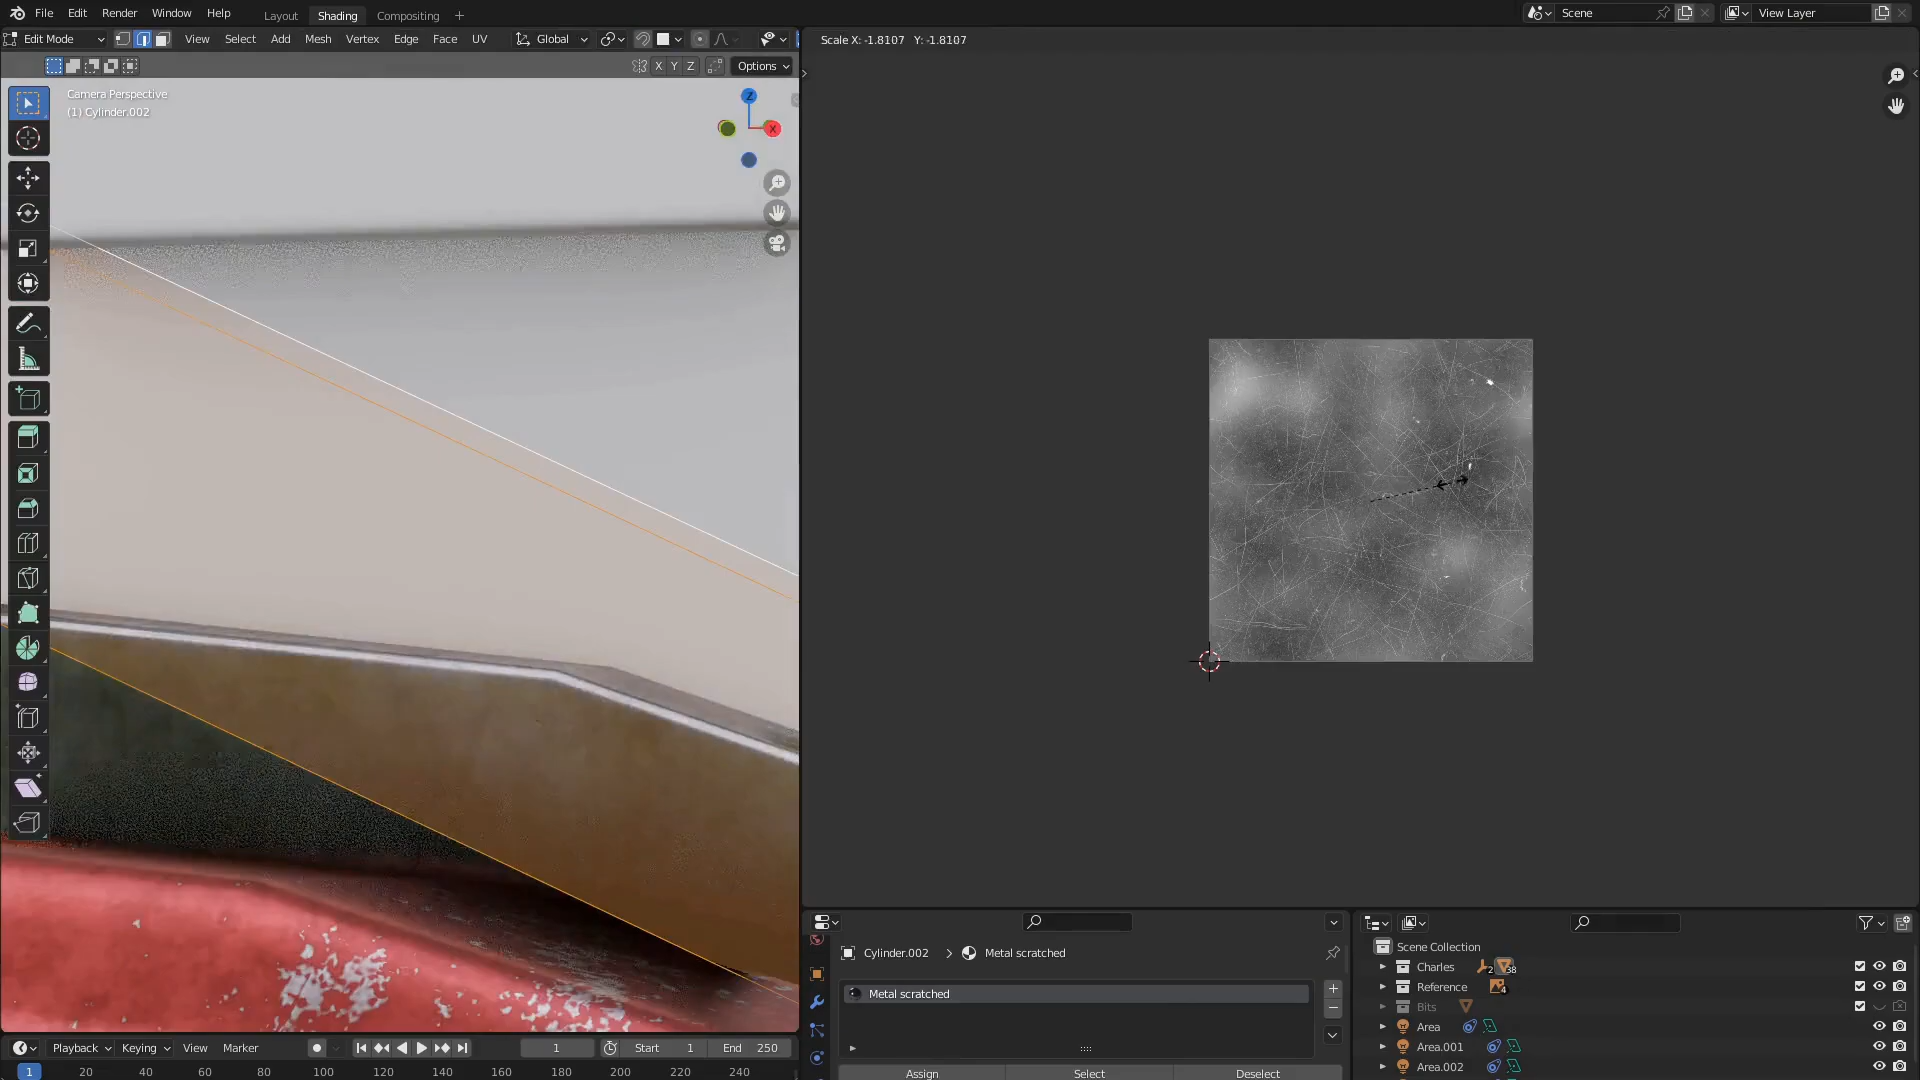 File Edit Render Window Help Layout Shading Compositing +
Scene View Layer
Edit Mode View Select Add Mesh Vertex Edge Face UV Global
Scale X: -1.8107 Y: -1.8107
X Y Z Options
Camera Perspective
(1) Cylinder.002
Z
X
Cylinder.002 > Metal scratched
Metal scratched
Assign Select Deselect
Scene Collection
Charles 2 38
Reference 4
Bits
Area
Area.001
Area.002
Playback Keying View Marker 1 Start 1 End 250
1 20 40 60 80 100 120 140 160 180 200 220 240